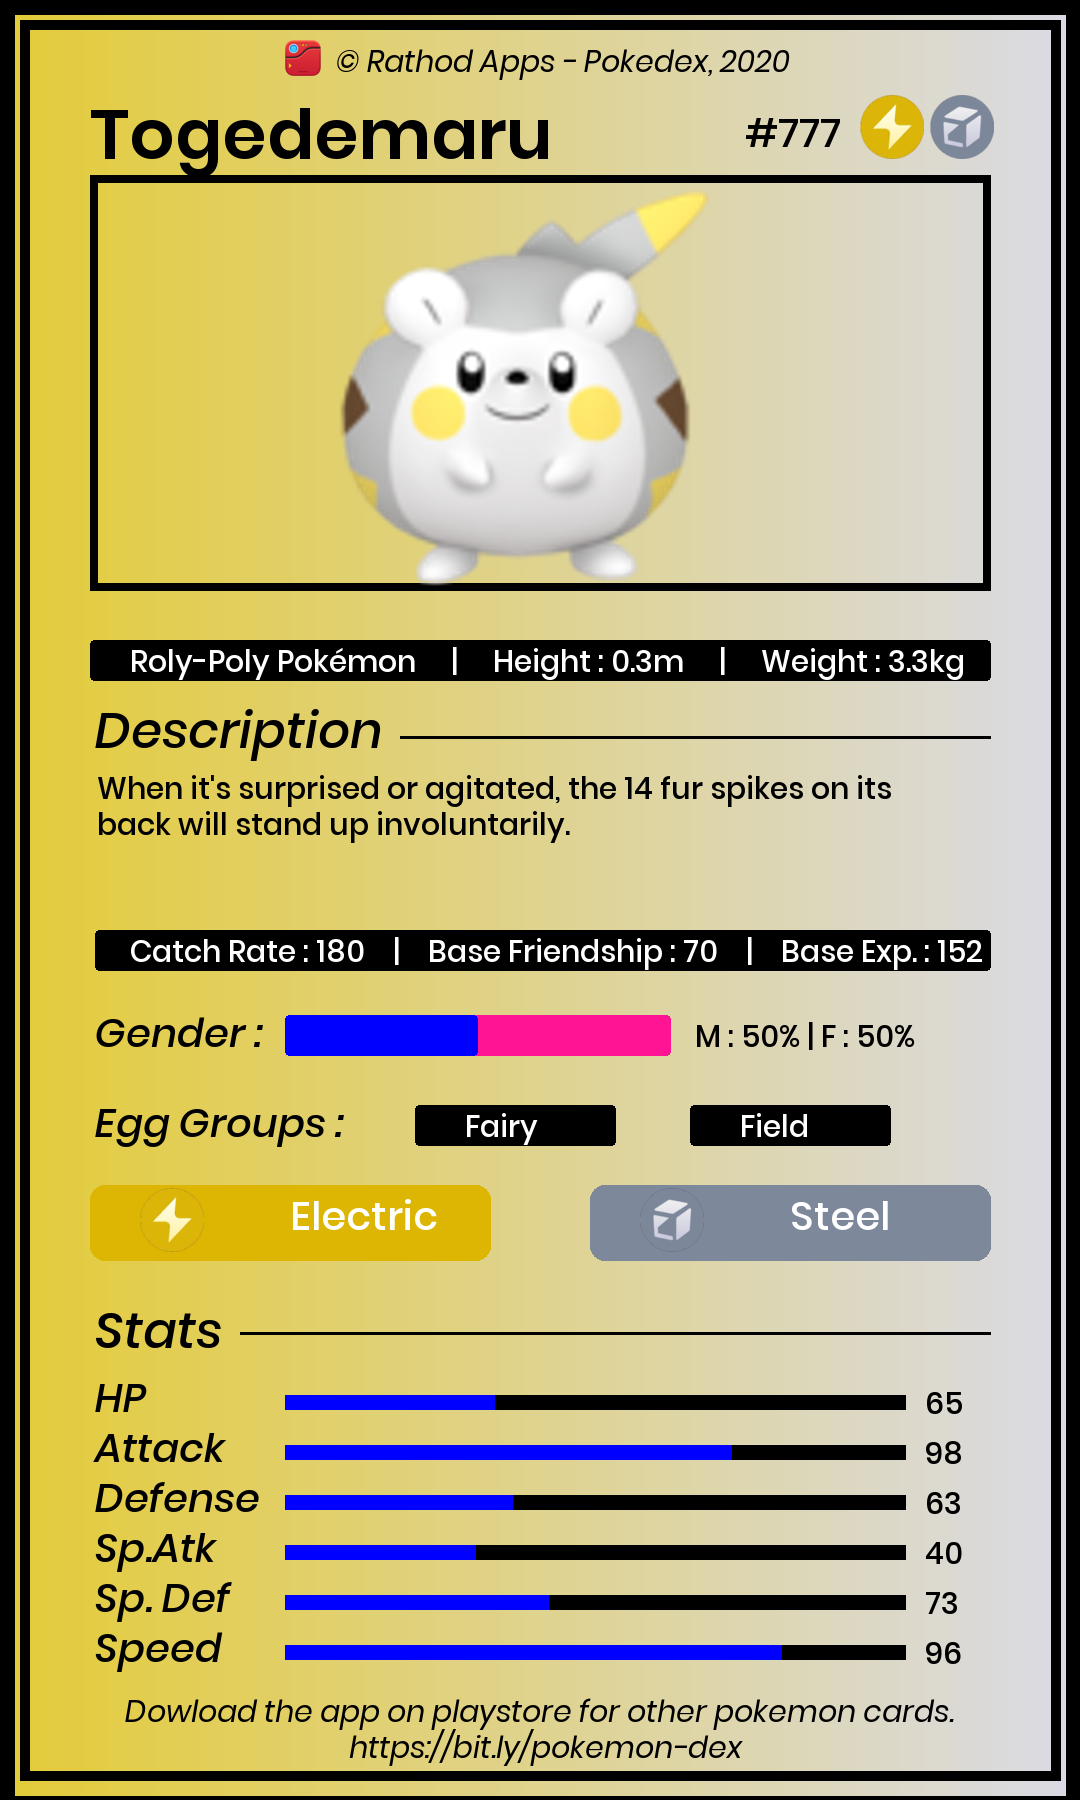 © Rathod Apps - Pokedex, 2020
Togedemaru #777
Roly-Poly Pokémon | Height : 0.3m | Weight : 3.3kg
Description
When it's surprised or agitated, the 14 fur spikes on its
back will stand up involuntarily.
Catch Rate : 180 | Base Friendship : 70 | Base Exp. : 152
Gender : M : 50% | F : 50%
Egg Groups : Fairy Field
Electric Steel
Stats
HP 65
Attack 98
Defense 63
Sp.Atk 40
Sp. Def 73
Speed 96
Dowload the app on playstore for other pokemon cards.
https://bit.ly/pokemon-dex